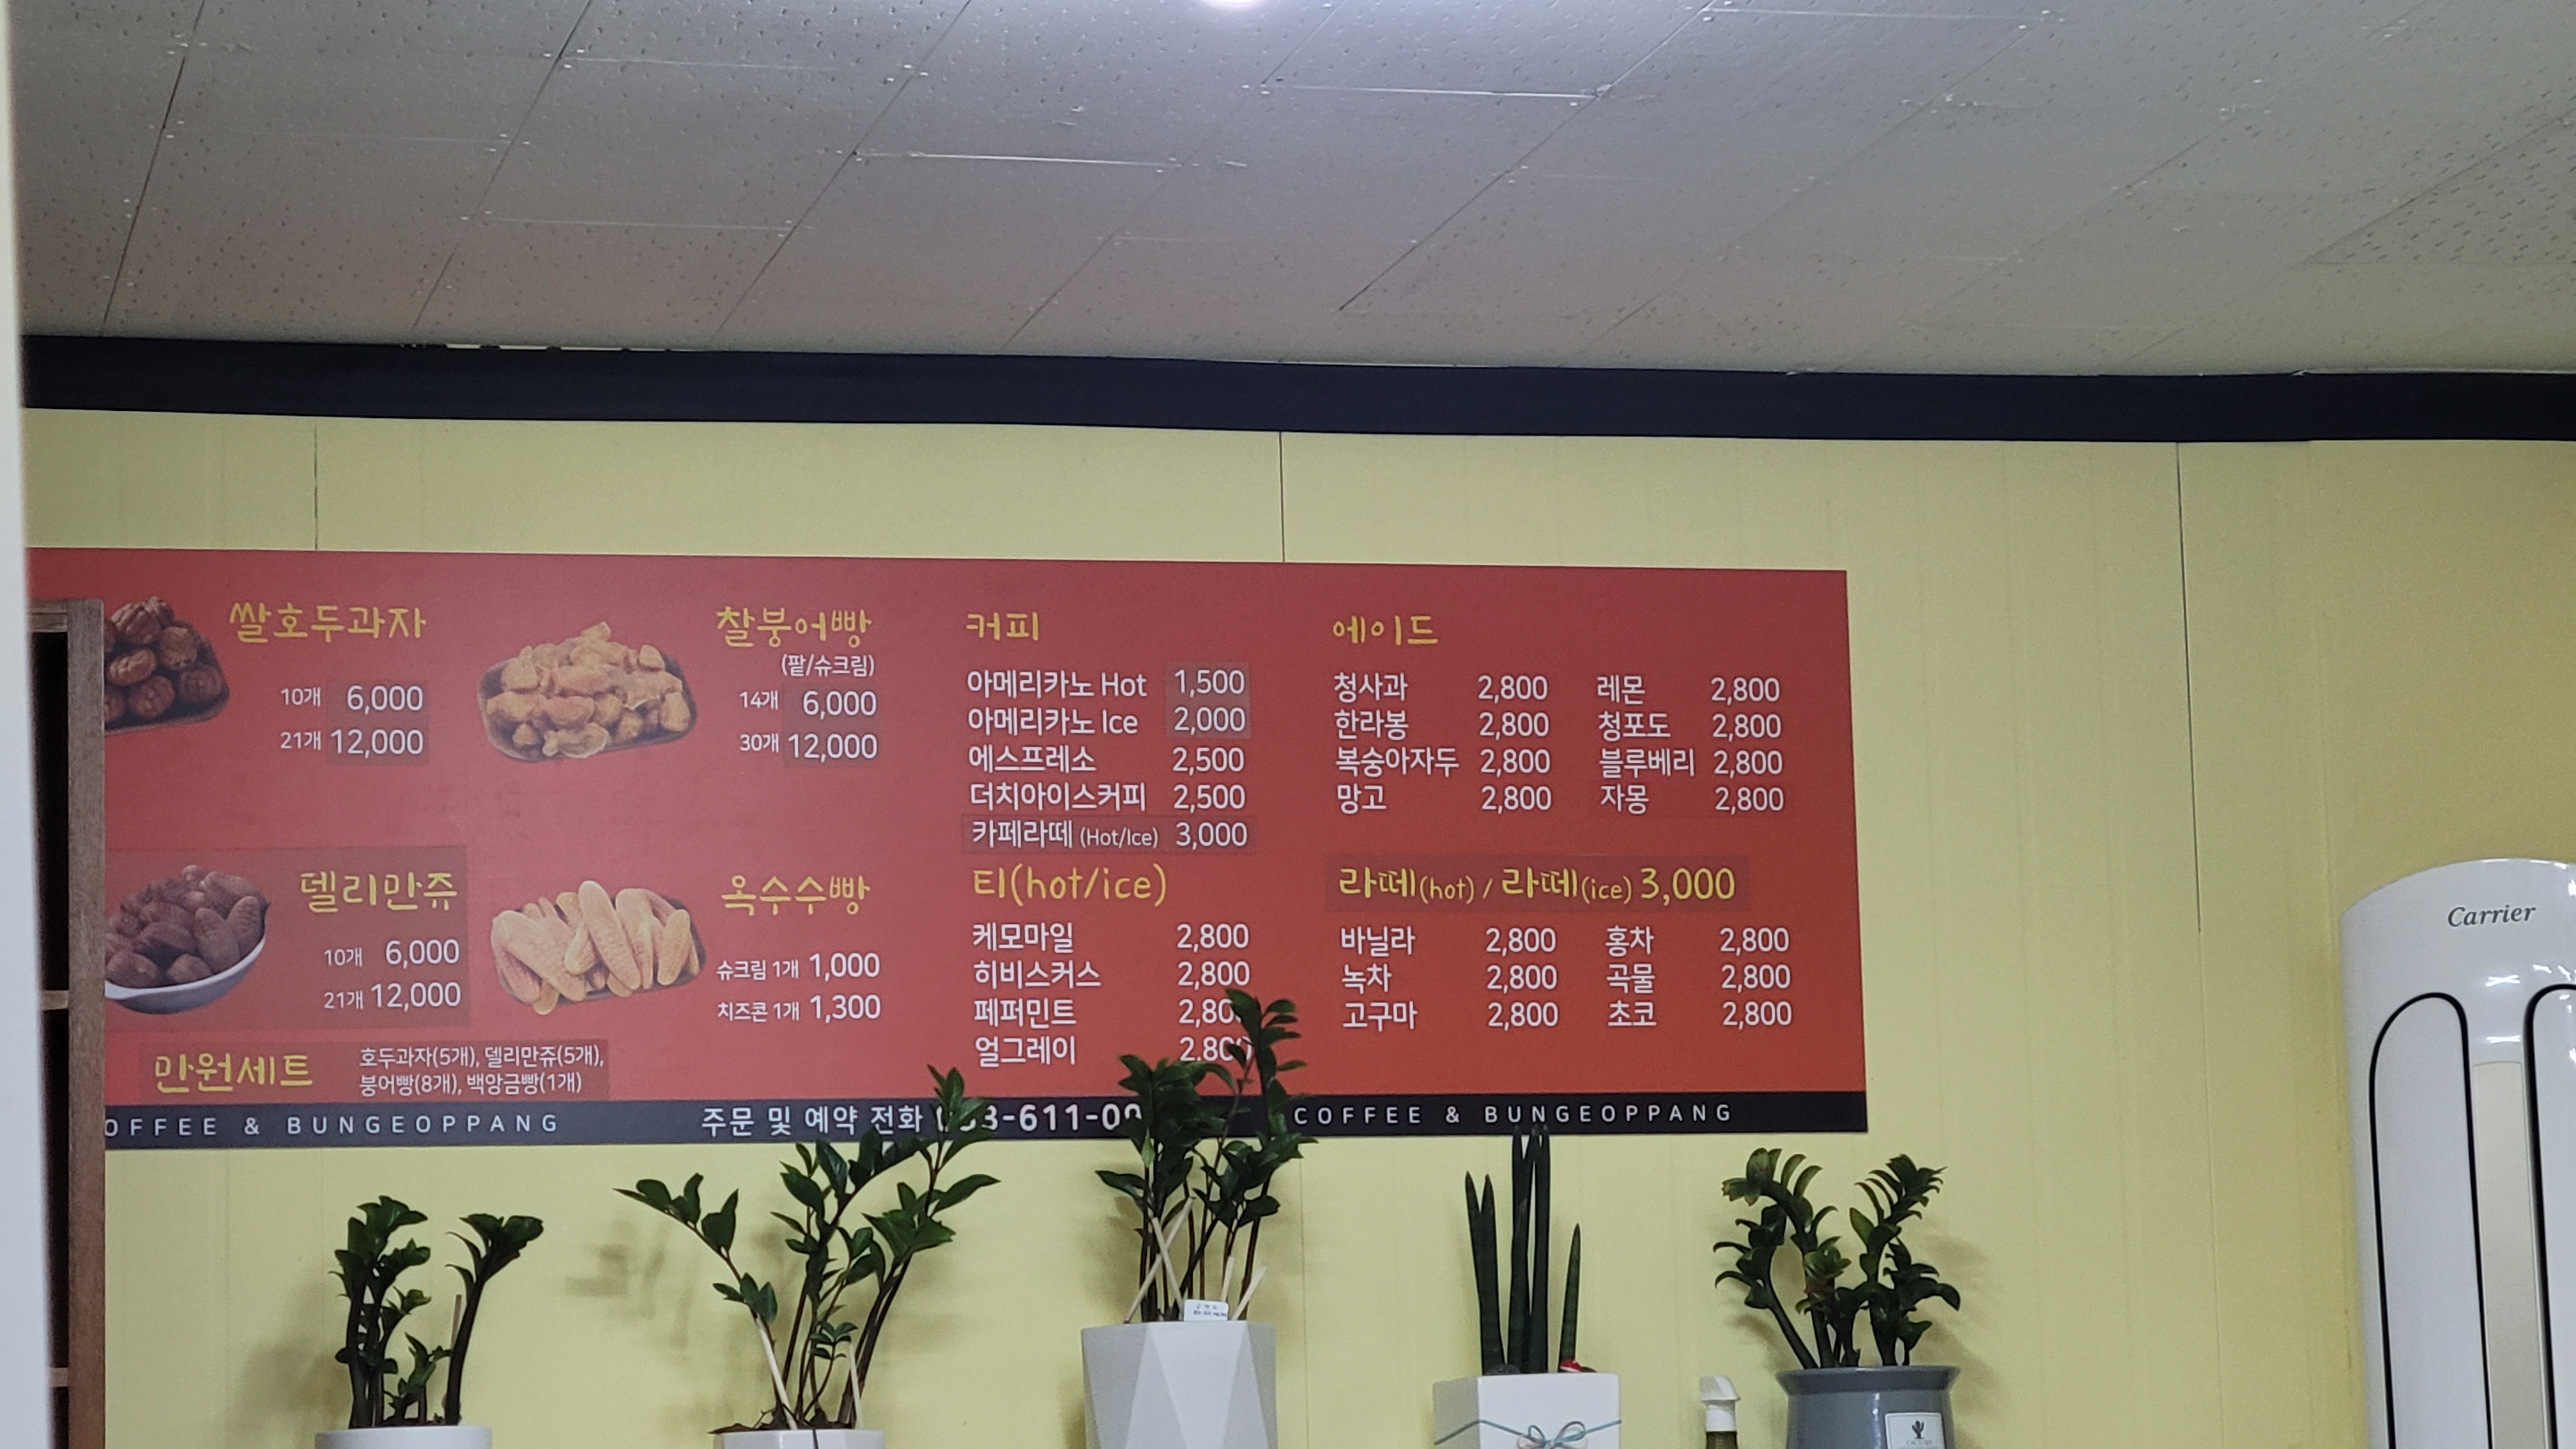 쌀호두과자
10개 6,000
21개 12,000
찰붕어빵
(팥/슈크림)
14개 6,000
30개 12,000
델리만쥬
10개 6,000
21개 12,000
옥수수빵
슈크림 1개 1,000
치즈콘 1개 1,300
만원세트
호두과자(5개), 델리만쥬(5개),
붕어빵(8개), 백앙금빵(1개)
커피
아메리카노 Hot 1,500
아메리카노 Ice 2,000
에스프레소 2,500
더치아이스커피 2,500
카페라떼 (Hot/Ice) 3,000
티(hot/ice)
케모마일 2,800
히비스커스 2,800
페퍼민트 2,800
얼그레이 2,800
에이드
청사과 2,800 레몬 2,800
한라봉 2,800 청포도 2,800
복숭아자두 2,800 블루베리 2,800
망고 2,800 자몽 2,800
라떼(hot) / 라떼(ice) 3,000
바닐라 2,800 홍차 2,800
녹차 2,800 곡물 2,800
고구마 2,800 초코 2,800
OFFEE & BUNGEOPPANG 주문 및 예약 전화 COFFEE & BUNGEOPPANG
Carrier